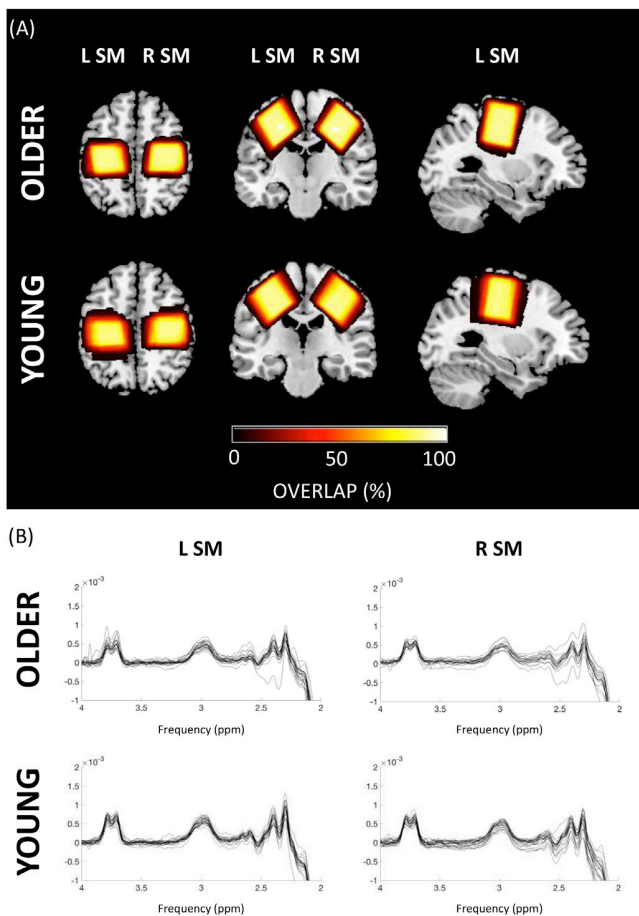 (A)
L SM R SM L SM R SM L SM
OLDER
YOUNG
0 50 100
OVERLAP (%)
(B)
L SM R SM
OLDER
×10⁻³ ×10⁻³
2 2
1.5 1.5
1 1
0.5 0.5
0 0
-0.5 -0.5
-1 -1
4 3.5 3 2.5 2 4 3.5 3 2.5 2
Frequency (ppm) Frequency (ppm)
YOUNG
×10⁻³ ×10⁻³
2 2
1.5 1.5
1 1
0.5 0.5
0 0
-0.5 -0.5
-1 -1
4 3.5 3 2.5 2 4 3.5 3 2.5 2
Frequency (ppm) Frequency (ppm)